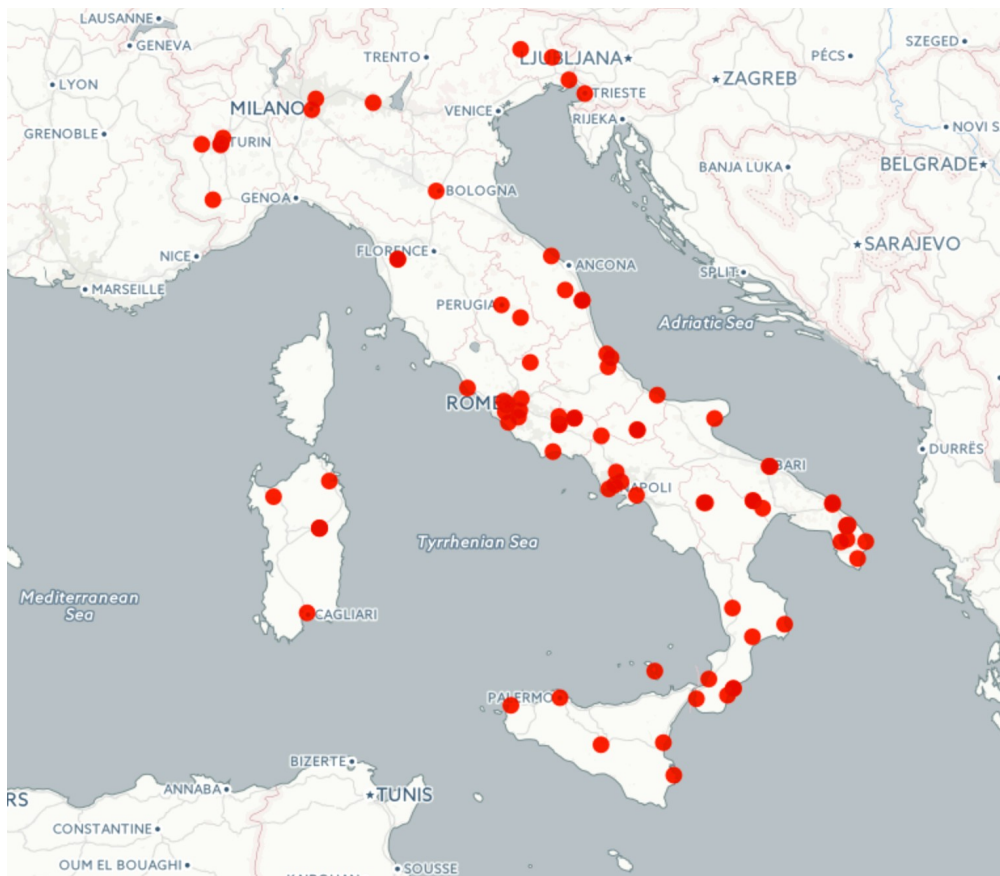 LAUSANNE
GENEVA
LYON
GRENOBLE
TRENTO
LJUBLJANA
ZAGREB
PÉCS
SZEGED
MILANO
VENICE
TRIESTE
RIJEKA
NOVI S
TURIN
BANJA LUKA
BELGRADE
GENOA
BOLOGNA
NICE
FLORENCE
ANCONA
SPLIT
SARAJEVO
MARSEILLE
PERUGIA
Adriatic Sea
ROME
DURRËS
BARI
APOLI
Tyrrhenian Sea
Mediterranean
Sea
CAGLIARI
PALERMO
BIZERTE
ANNABA
TUNIS
RS
CONSTANTINE
OUM EL BOUAGHI
SOUSSE